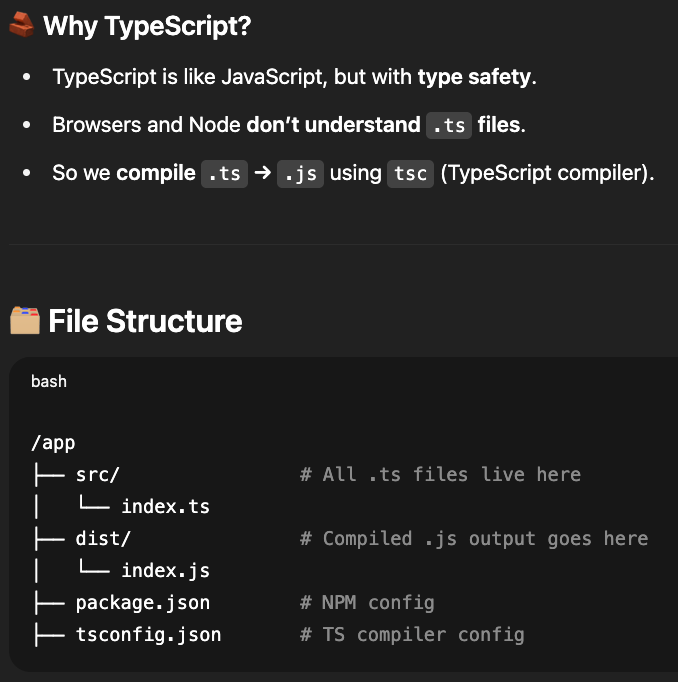 🧱 Why TypeScript?
• TypeScript is like JavaScript, but with type safety.
• Browsers and Node don’t understand .ts files.
• So we compile .ts → .js using tsc (TypeScript compiler).
🗂️ File Structure
bash
/app
├── src/                # All .ts files live here
│   └── index.ts
├── dist/               # Compiled .js output goes here
│   └── index.js
├── package.json        # NPM config
├── tsconfig.json       # TS compiler config